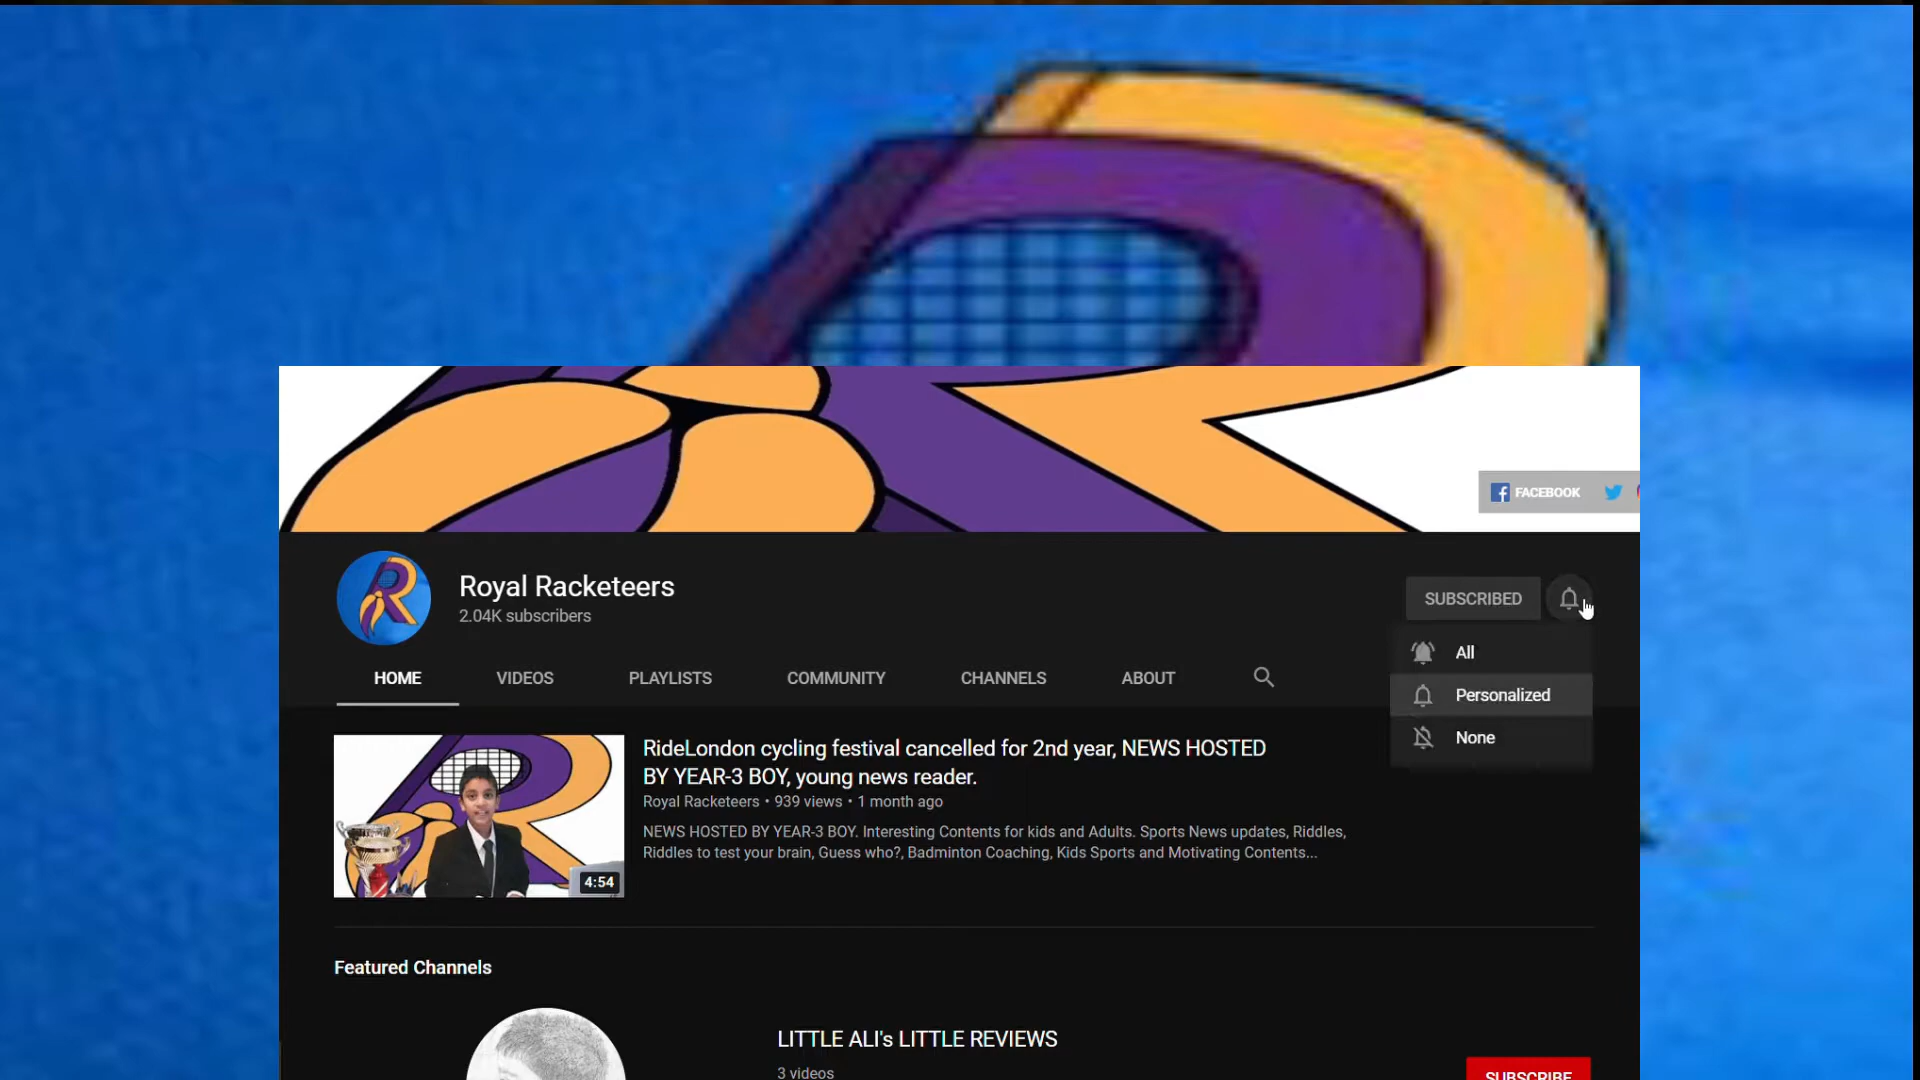 FACEBOOK
Royal Racketeers
2.04K subscribers
SUBSCRIBED
All
Personalized
None
HOME VIDEOS PLAYLISTS COMMUNITY CHANNELS ABOUT
RideLondon cycling festival cancelled for 2nd year, NEWS HOSTED
BY YEAR-3 BOY, young news reader.
Royal Racketeers • 939 views • 1 month ago
NEWS HOSTED BY YEAR-3 BOY. Interesting Contents for kids and Adults. Sports News updates, Riddles,
Riddles to test your brain, Guess who?, Badminton Coaching, Kids Sports and Motivating Contents...
4:54
Featured Channels
LITTLE ALI's LITTLE REVIEWS
3 videos
SUBSCRIBE